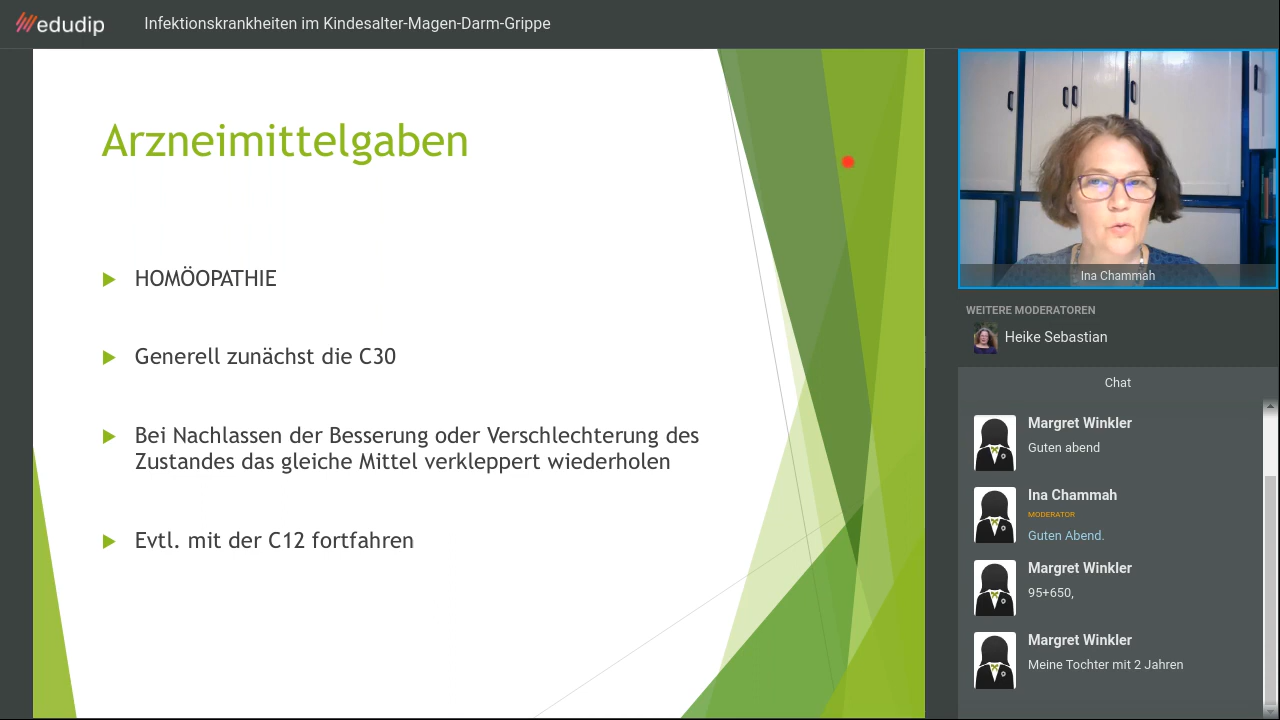 edudip
Infektionskrankheiten im Kindesalter-Magen-Darm-Grippe
Arzneimittelgaben
HOMÖOPATHIE
Generell zunächst die C30
Bei Nachlassen der Besserung oder Verschlechterung des
Zustandes das gleiche Mittel verkleppert wiederholen
Evtl. mit der C12 fortfahren
Ina Chammah
WEITERE MODERATOREN
Heike Sebastian
Chat
Margret Winkler
Guten abend
Ina Chammah
MODERATOR
Guten Abend.
Margret Winkler
95+650,
Margret Winkler
Meine Tochter mit 2 Jahren